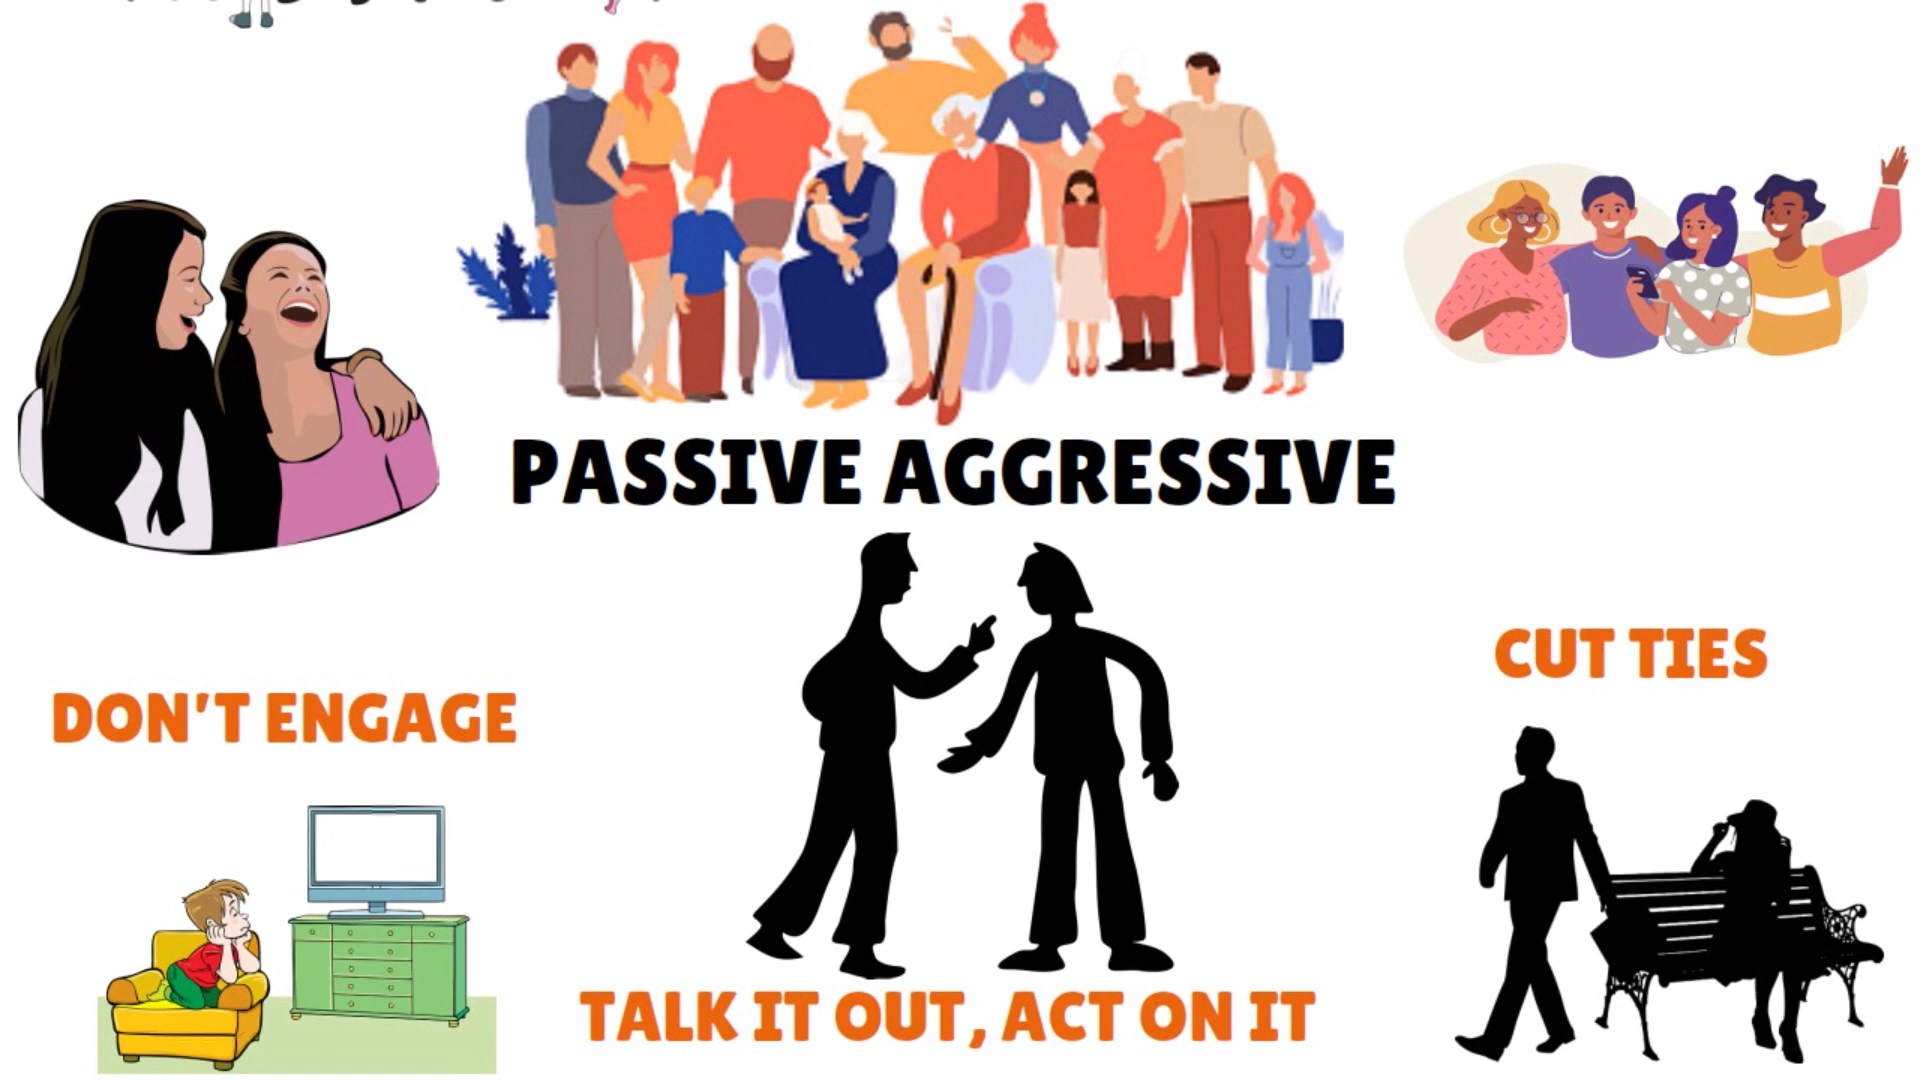 PASSIVE AGGRESSIVE
DON'T ENGAGE
CUT TIES
TALK IT OUT, ACT ON IT